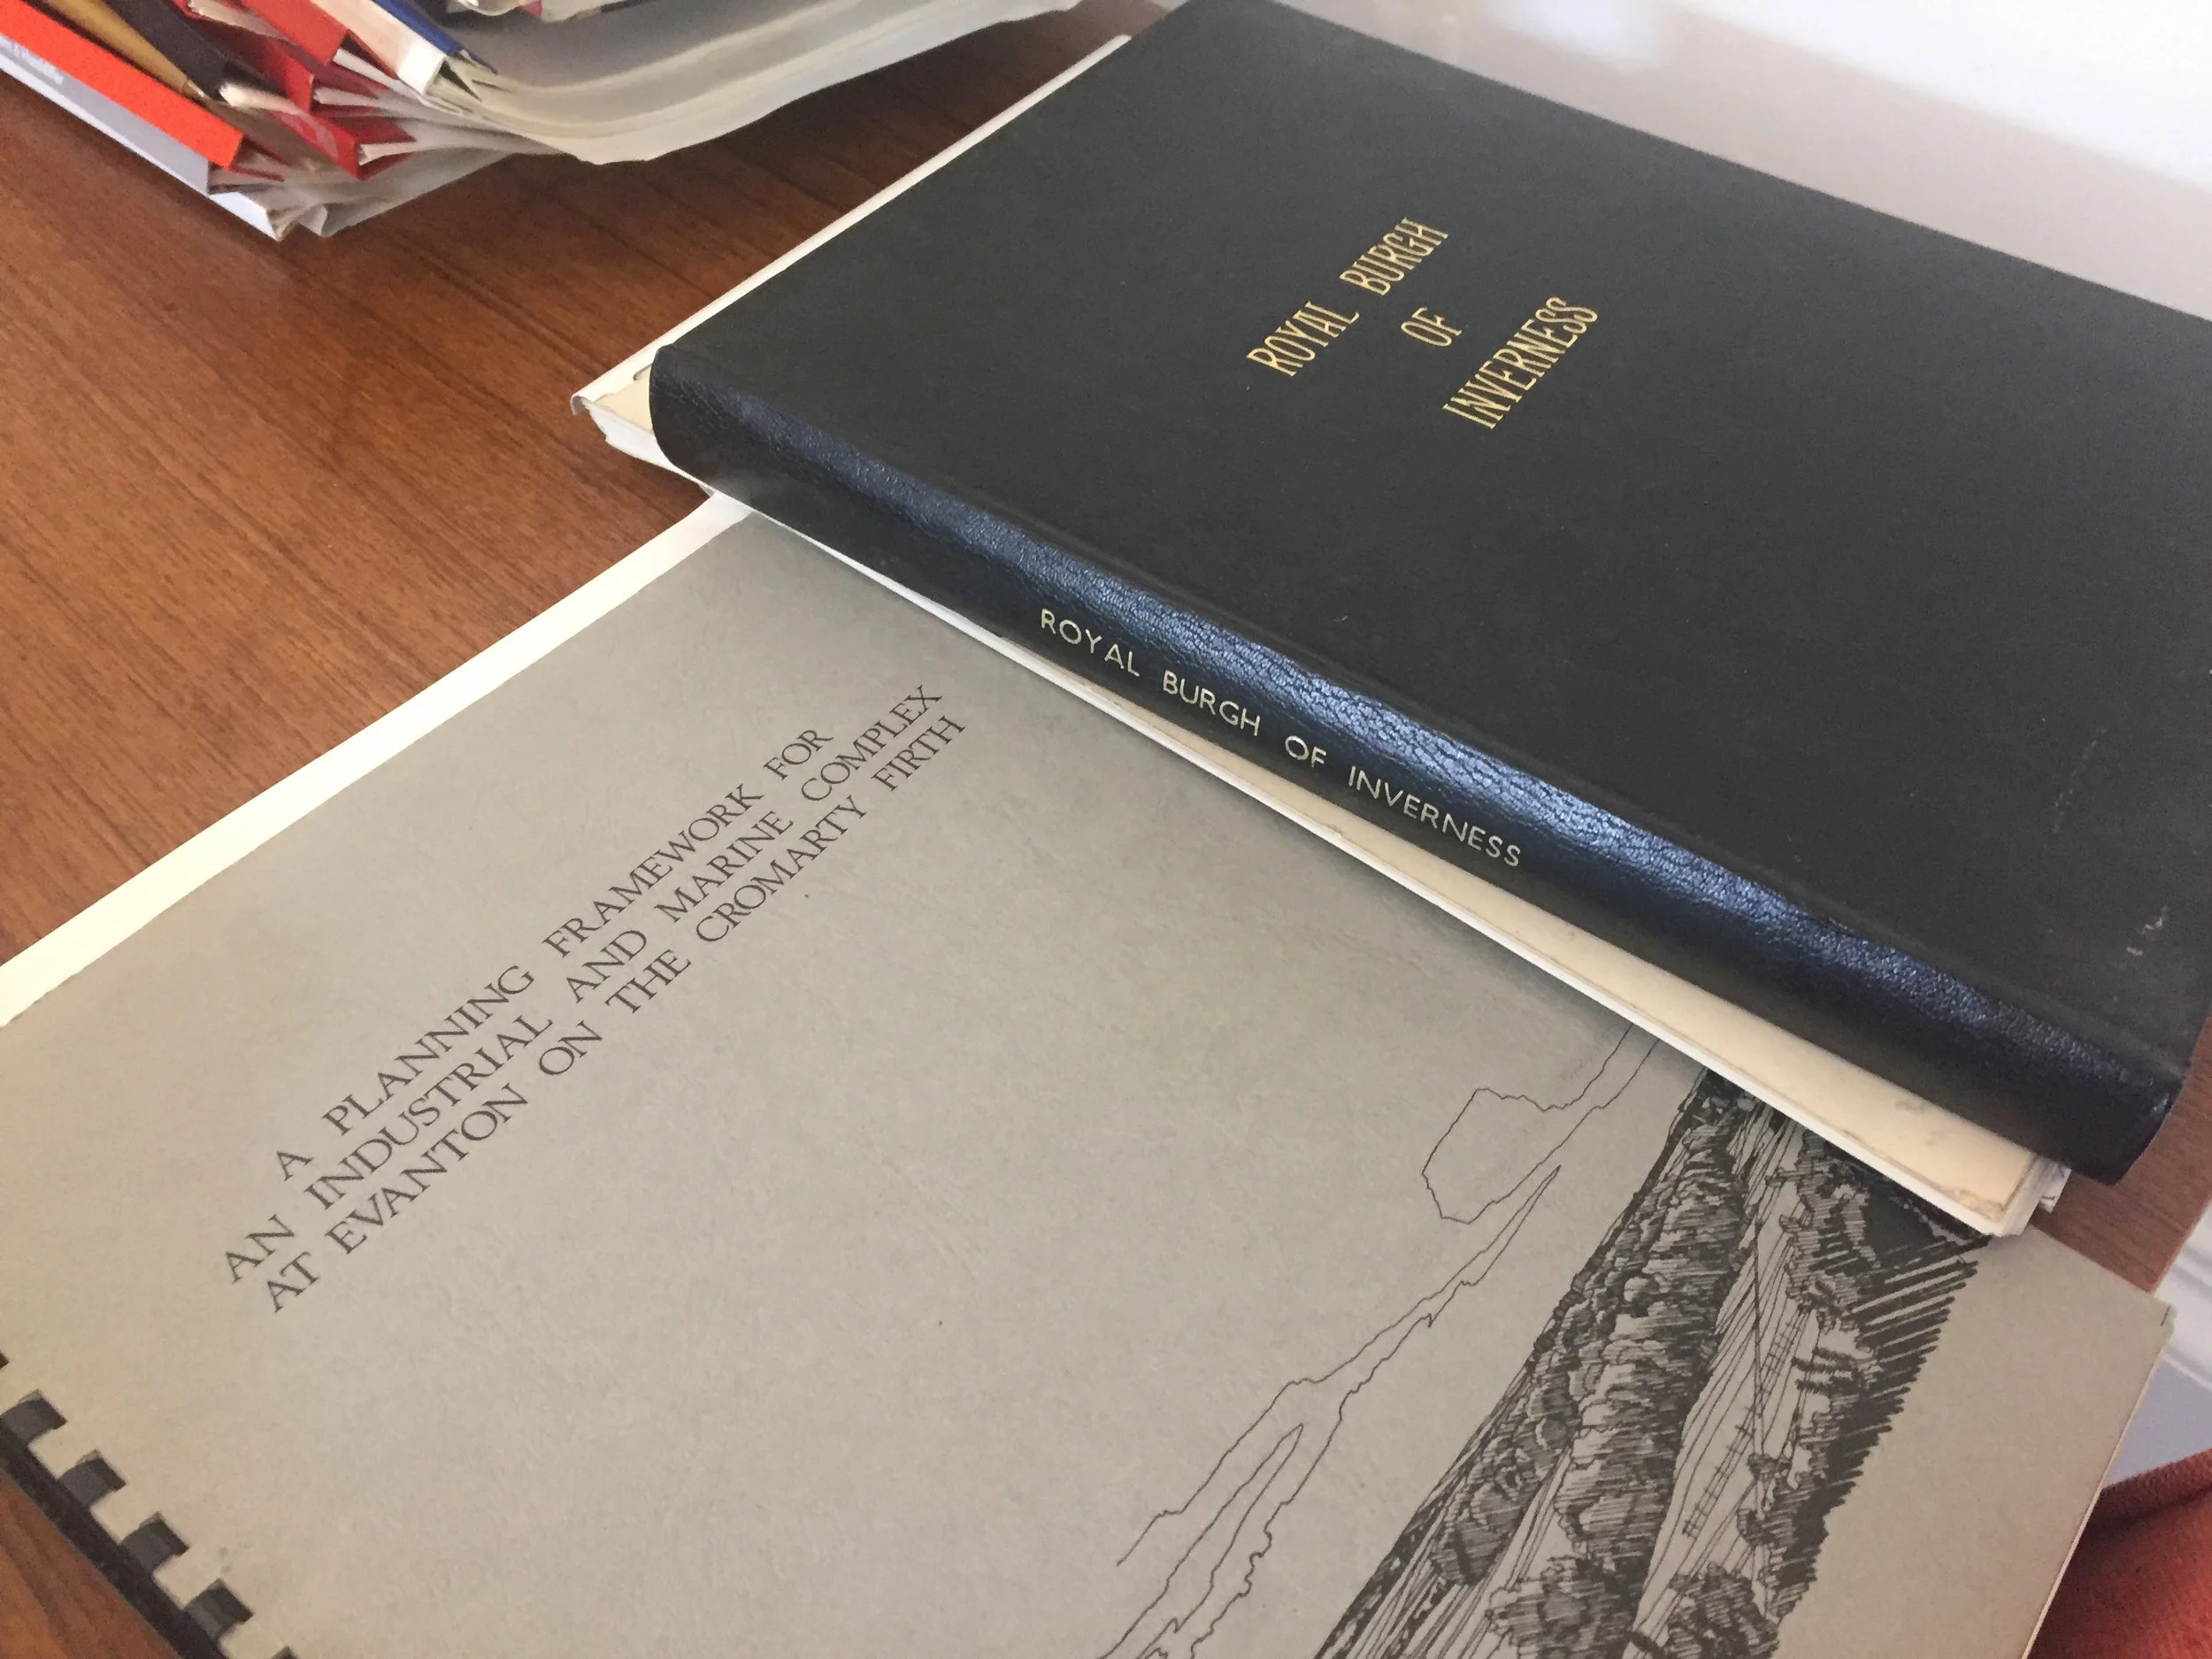 ROYAL BURGH
OF
INVERNESS
ROYAL BURGH OF INVERNESS
A PLANNING FRAMEWORK FOR
AN INDUSTRIAL AND MARINE COMPLEX
AT EVANTON ON THE CROMARTY FIRTH